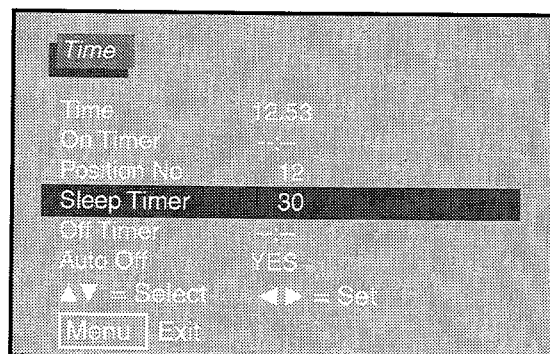 Time
Time 12.53
On Timer --:--
Position No 12
Sleep Timer 30
Off Timer --:--
Auto Off YES
▲▼ = Select ◀▶ = Set
Menu Exit